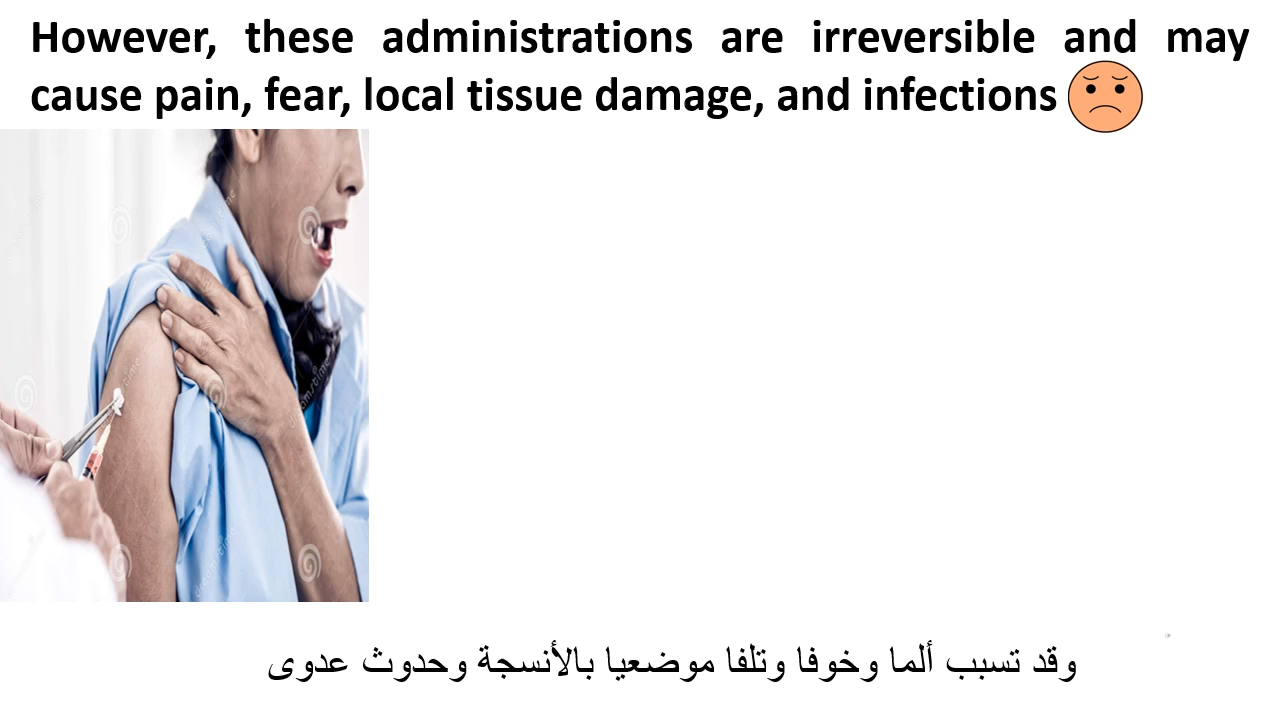 However, these administrations are irreversible and may
cause pain, fear, local tissue damage, and infections
dreamstime
وقد تسبب ألما وخوفا وتلفا موضعيا بالأنسجة وحدوث عدوى